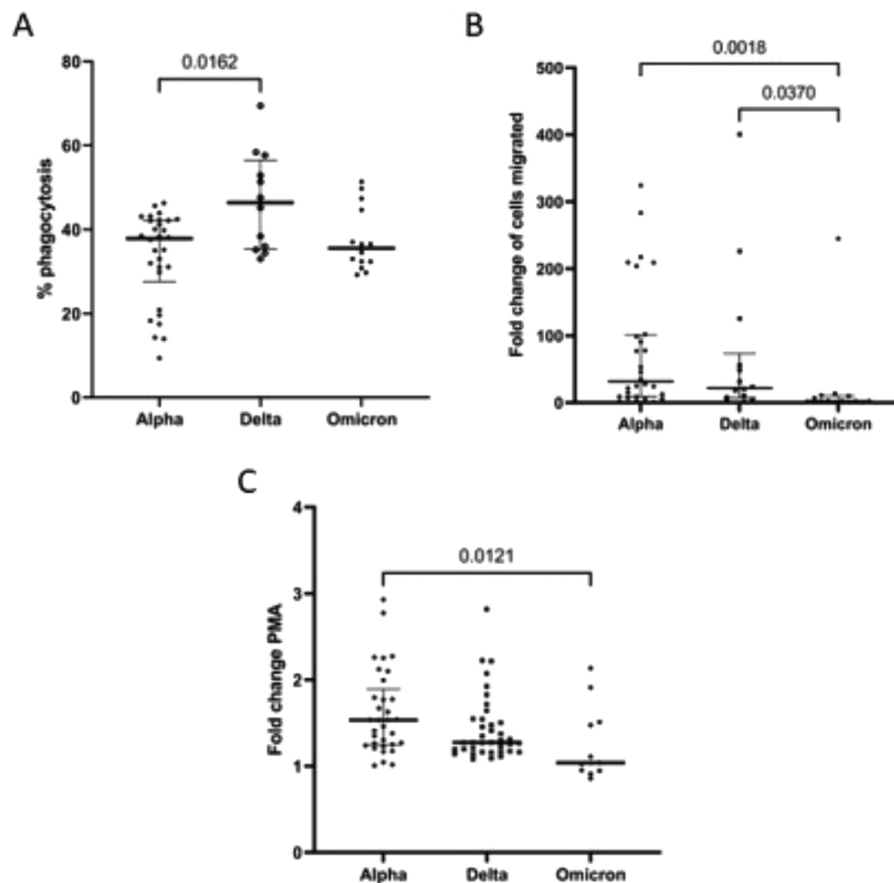 A
0.0162
80
60
40
20
0
% phagocytosis
Alpha Delta Omicron
B
0.0018
0.0370
500
400
300
200
100
0
Fold change of cells migrated
Alpha Delta Omicron
C
0.0121
4
3
2
1
0
Fold change PMA
Alpha Delta Omicron